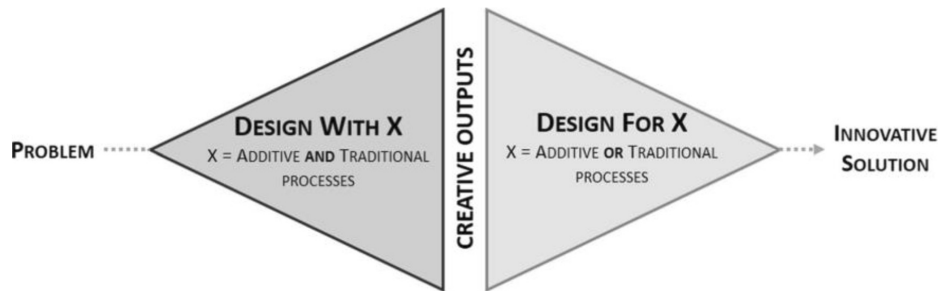 PROBLEM
DESIGN WITH X
X = ADDITIVE AND TRADITIONAL
PROCESSES
CREATIVE OUTPUTS
DESIGN FOR X
X = ADDITIVE OR TRADITIONAL
PROCESSES
INNOVATIVE
SOLUTION